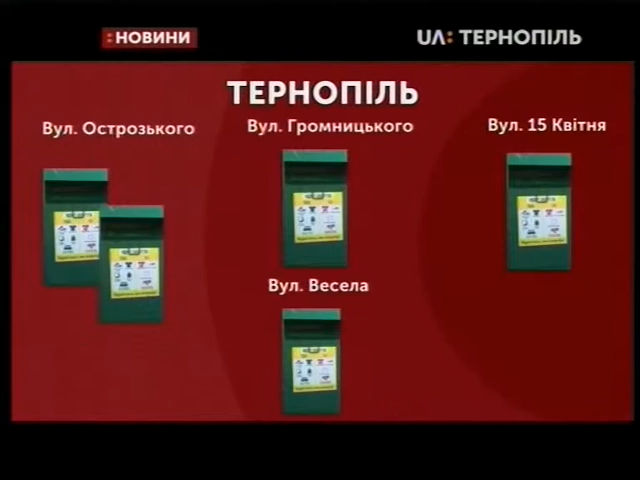 :НОВИНИ
UA: ТЕРНОПІЛЬ
ТЕРНОПІЛЬ
Вул. Острозького
Вул. Громницького
Вул. 15 Квітня
Вул. Весела